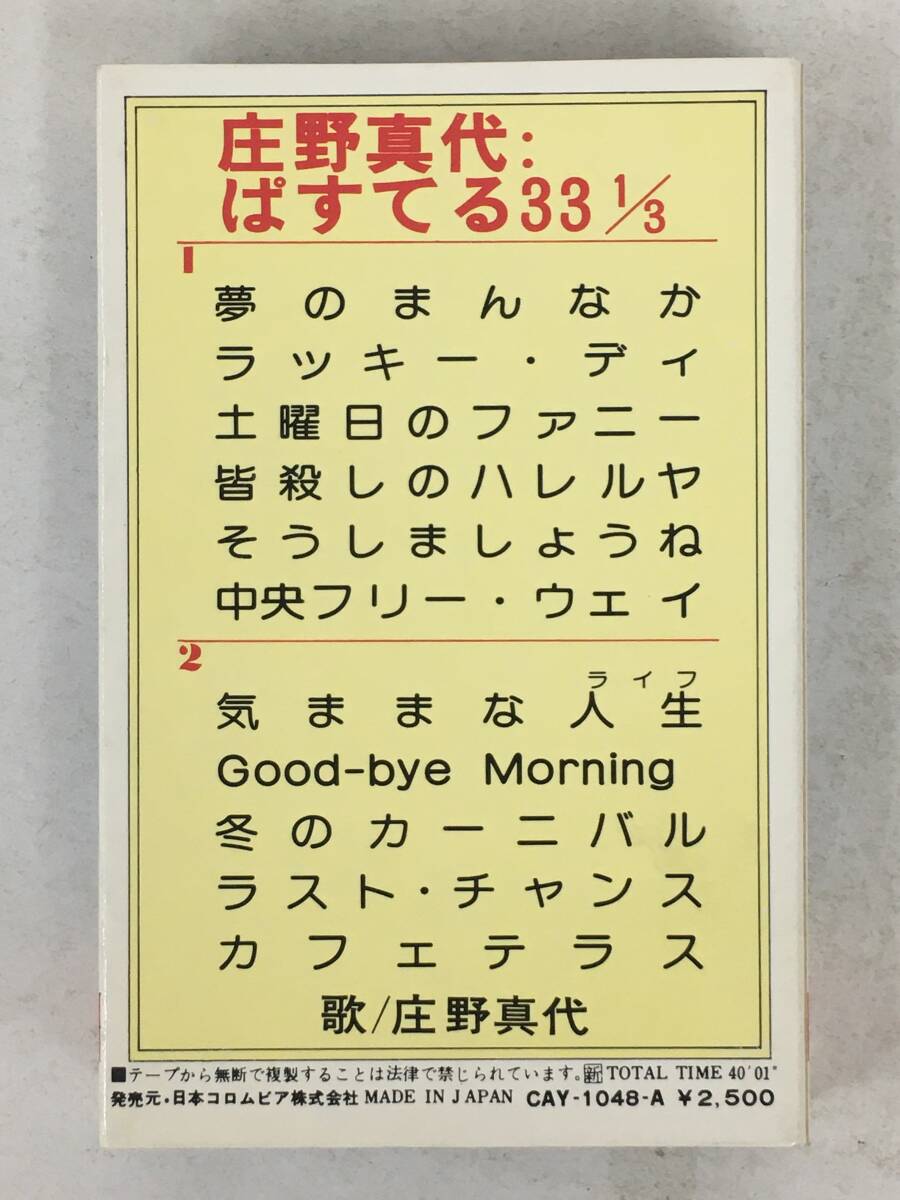 庄野真代:
ぱすてる33 1/3
1
夢のまんなか
ラッキー・ディ
土曜日のファニー
皆殺しのハレルヤ
そうしましょうね
中央フリー・ウェイ
2
ライフ
気ままな人生
Good-bye Morning
冬のカーニバル
ラスト・チャンス
カフェテラス
歌/庄野真代
■テープから無断で複製することは法律で禁じられています。新 TOTAL TIME 40'01"
発売元・日本コロムビア株式会社 MADE IN JAPAN CAY-1048-A ¥2,500